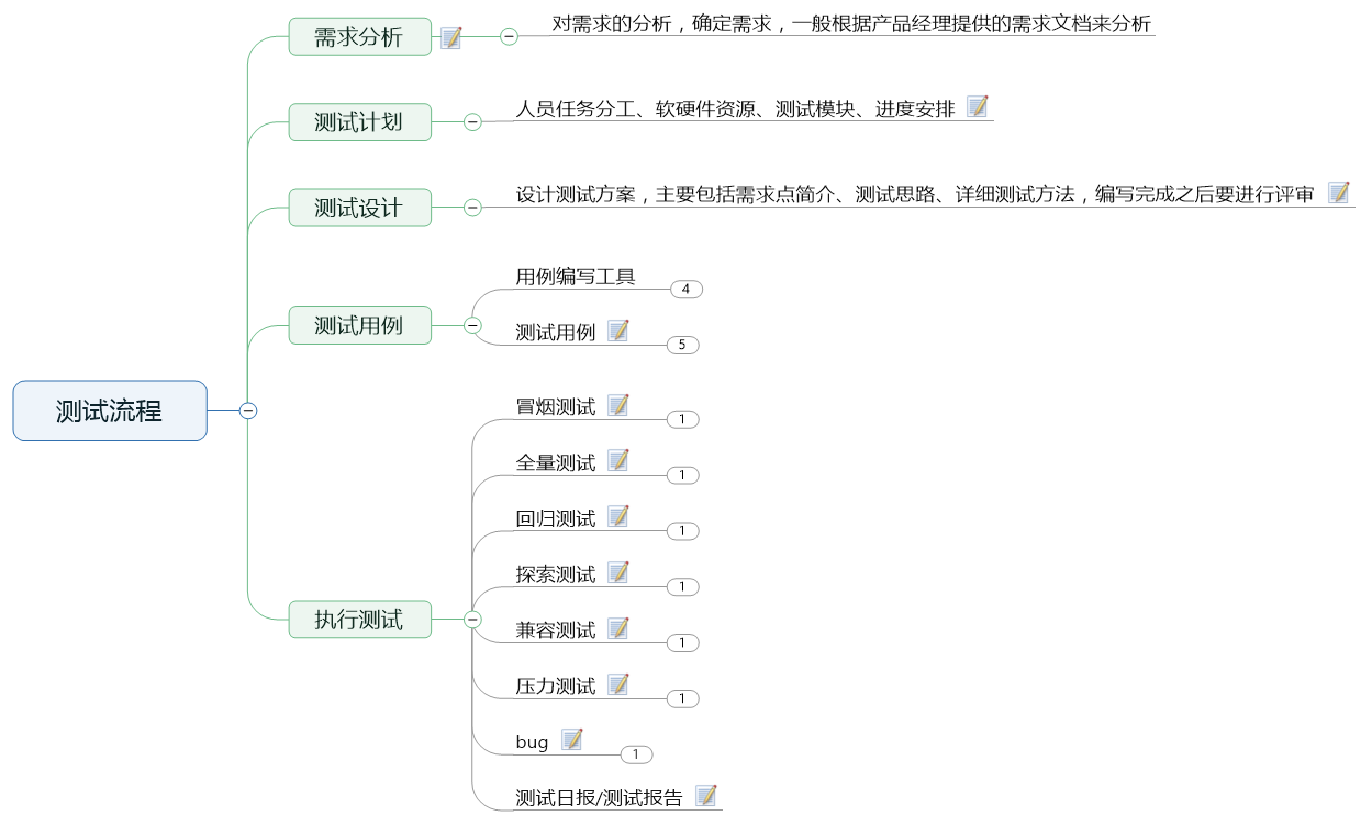 需求分析
对需求的分析，确定需求，一般根据产品经理提供的需求文档来分析
测试计划
人员任务分工、软硬件资源、测试模块、进度安排
测试设计
设计测试方案，主要包括需求点简介、测试思路、详细测试方法，编写完成之后要进行评审
测试用例
用例编写工具
4
测试用例
5
测试流程
执行测试
冒烟测试
1
全量测试
1
回归测试
1
探索测试
1
兼容测试
1
压力测试
1
bug
1
测试日报/测试报告